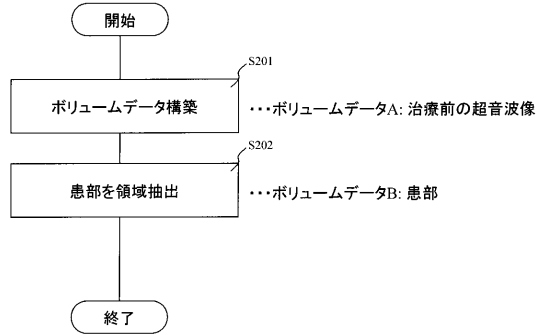 開始
S201
ボリュームデータ構築
・・・ボリュームデータA: 治療前の超音波像
S202
患部を領域抽出
・・・ボリュームデータB: 患部
終了